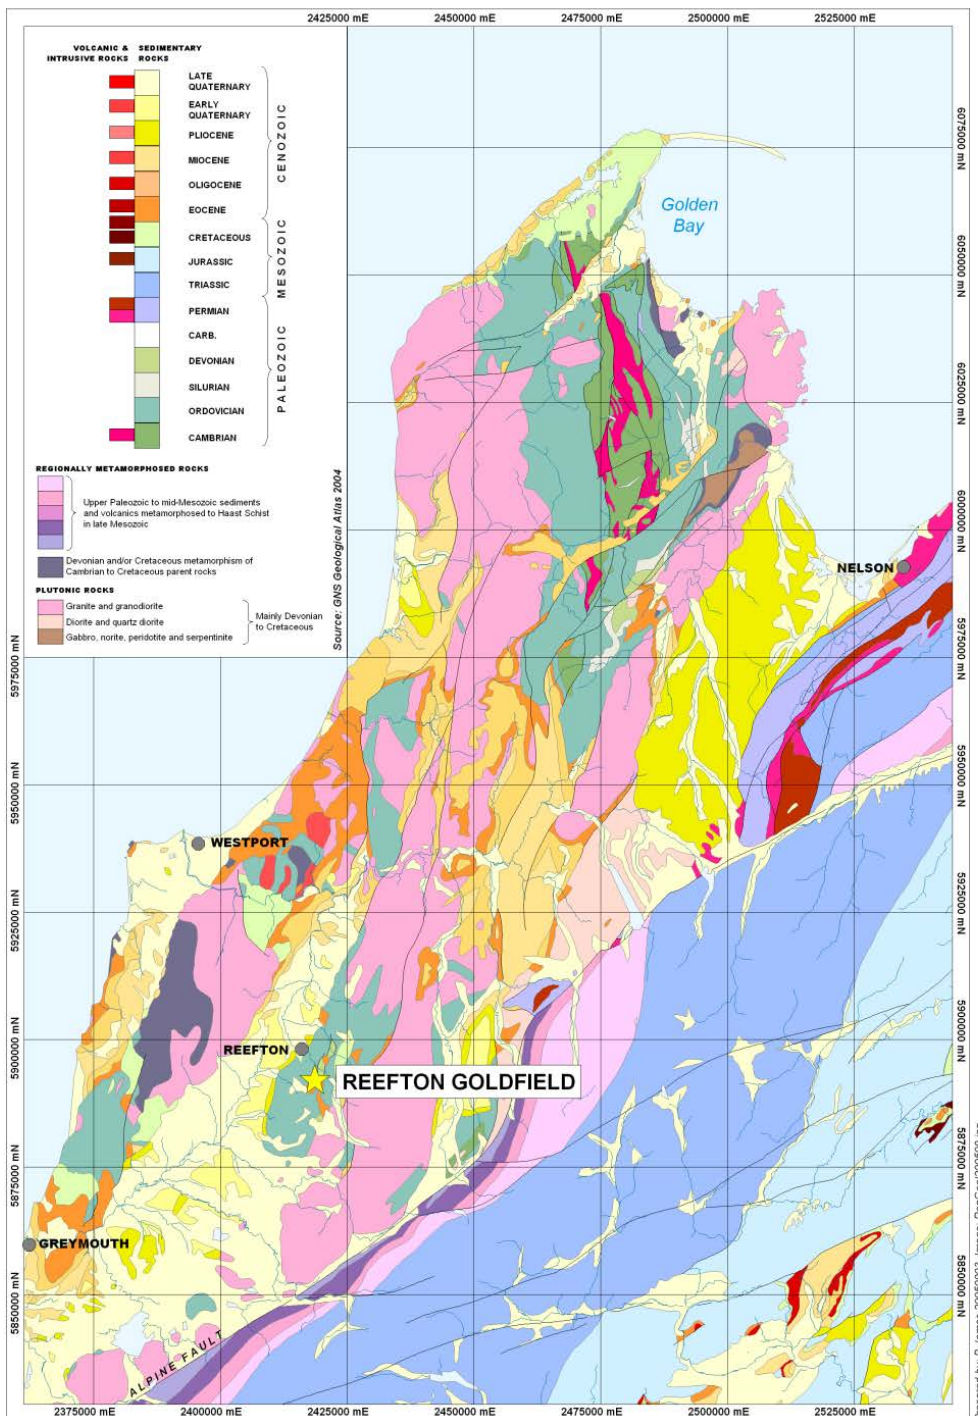 2425000 mE
2450000 mE
2475000 mE
2500000 mE
2525000 mE
VOLCANIC & INTRUSIVE ROCKS
SEDIMENTARY ROCKS
LATE QUATERNARY
EARLY QUATERNARY
PLIOCENE
MIOCENE
OLIGOCENE
EOCENE
CRETACEOUS
JURASSIC
TRIASSIC
PERMIAN
CARB.
DEVONIAN
SILURIAN
ORDOVICIAN
CAMBRIAN
CENOZOIC
MESOZOIC
PALEOZOIC
REGIONALLY METAMORPHOSED ROCKS
Upper Paleozoic to mid-Mesozoic sediments
and volcanics metamorphosed to Haast Schist
in late Mesozoic
Devonian and/or Cretaceous metamorphism of
Cambrian to Cretaceous parent rocks
PLUTONIC ROCKS
Granite and granodiorite
Diorite and quartz diorite
Gabbro, norite, peridotite and serpentinite
Mainly Devonian
to Cretaceous
Source: GNS Geological Atlas 2004
Golden
Bay
NELSON
WESTPORT
REEFTON
REEFTON GOLDFIELD
GREYMOUTH
ALPINE FAULT
6075000 mN
6050000 mN
6025000 mN
6000000 mN
5975000 mN
5950000 mN
5925000 mN
5900000 mN
5875000 mN
5850000 mN
5975000 mN
5950000 mN
5925000 mN
5900000 mN
5875000 mN
5850000 mN
2375000 mE
2400000 mE
2425000 mE
2450000 mE
2475000 mE
2500000 mE
2525000 mE